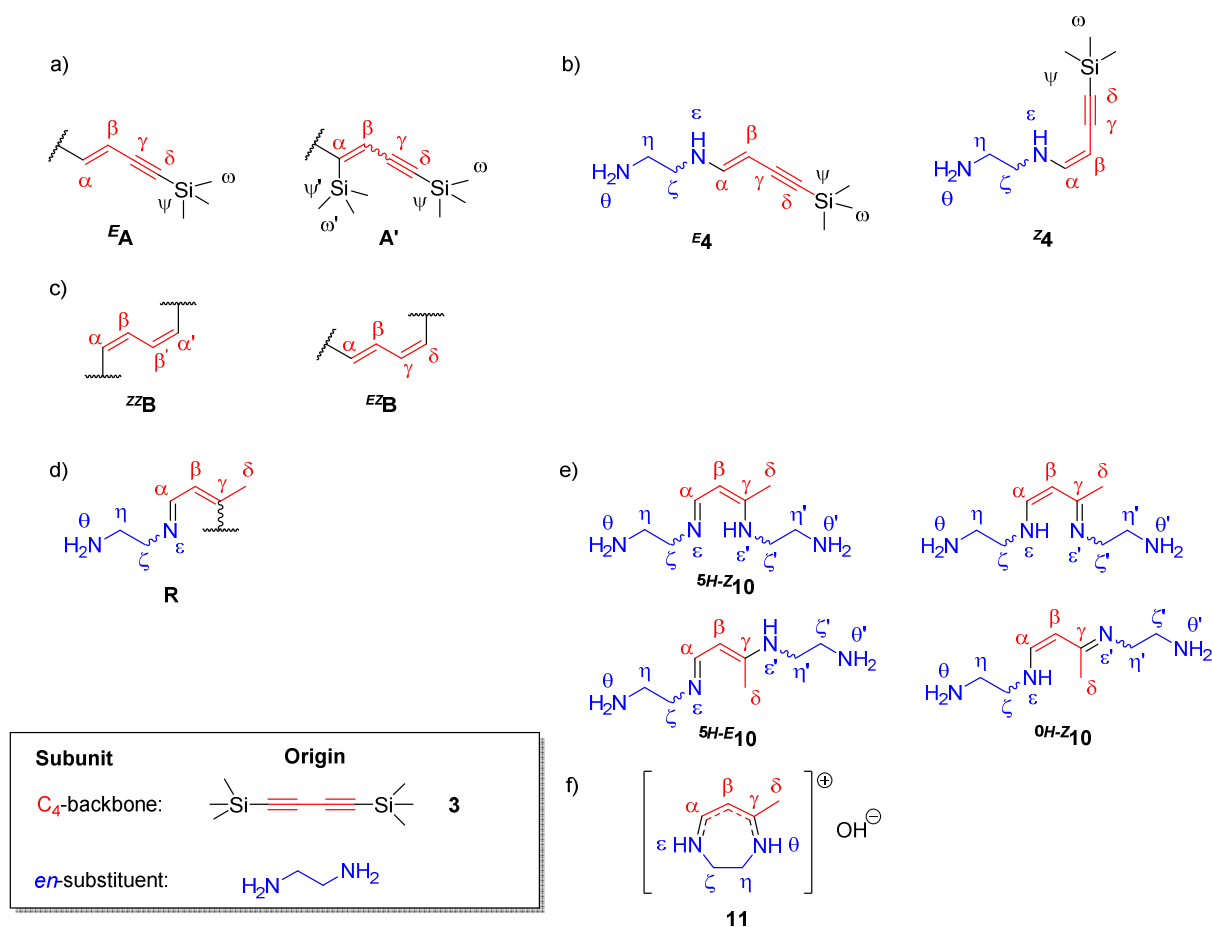 a)
α
β
γ
δ
Si
ψ
ω
EA
α
β
γ
δ
Si
ψ'
ω'
Si
ψ
ω
A'
b)
H2N
θ
η
ζ
ε
H
N
α
β
γ
δ
Si
ψ
ω
E4
H2N
θ
η
ζ
ε
H
N
α
β
γ
δ
Si
ψ
ω
Z4
c)
α
β
β'
α'
ZZB
α
β
γ
δ
EZB
d)
θ
H2N
η
ζ
N
ε
α
β
γ
δ
R
e)
θ
H2N
η
ζ
N
ε
α
β
γ
δ
HN
ε'
ζ'
η'
NH2
θ'
5H-Z10
θ
H2N
η
ζ
NH
ε
α
β
γ
δ
N
ε'
ζ'
η'
NH2
θ'
θ
H2N
η
ζ
N
ε
α
β
γ
δ
H
N
ε'
η'
ζ'
NH2
θ'
5H-E10
θ
H2N
η
ζ
NH
ε
α
β
γ
δ
N
ε'
η'
ζ'
NH2
θ'
0H-Z10
Subunit Origin
C4-backbone: Si Si 3
en-substituent: NH2 NH2
f)
α
β
γ
δ
ε
NH
NH
θ
ζ
η
⊕
OH⊖
11